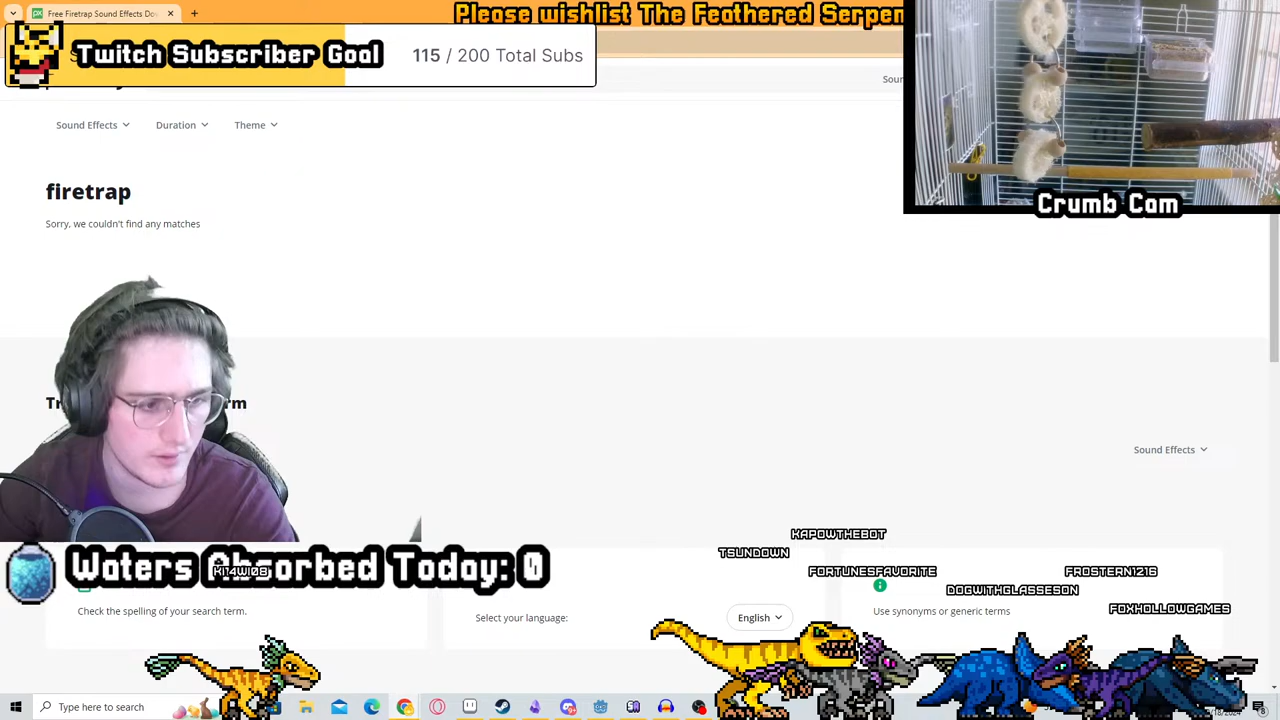 Free Firetrap Sound Effects Do
Please wishlist The Feathered Serpen
Twitch Subscriber Goal
115 / 200 Total Subs
Sound Effects
Duration
Theme
firetrap
Sorry, we couldn't find any matches
Crumb Cam
Sound Effects
Waters Absorbed Today: 0
KAPOWTHEBOT
TSUNDOWN
FORTUNESFAVORITE
FROSTERN1216
DOGWITHGLASSESON
FOXHOLLOWGAMES
Check the spelling of your search term.
Select your language:
English
Use synonyms or generic terms
Type here to search